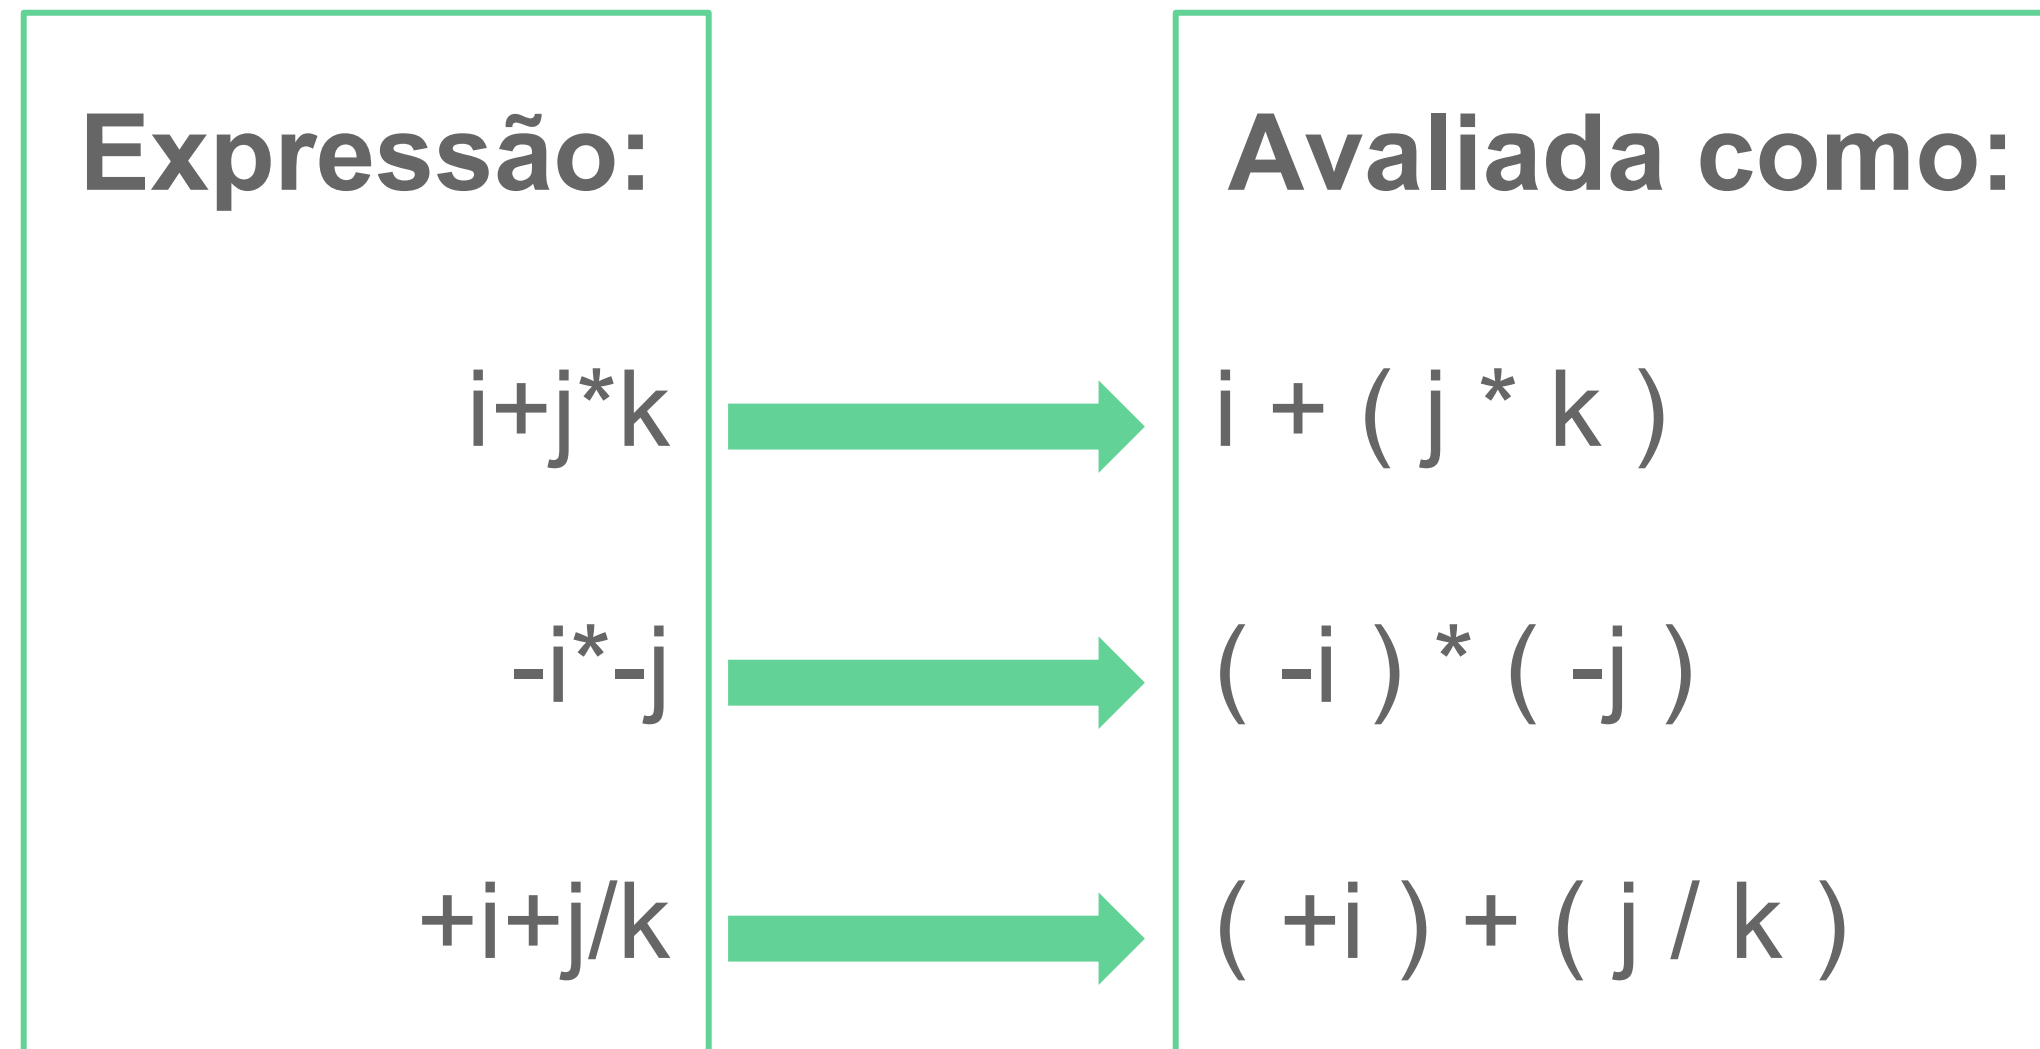 Expressão: Avaliada como:
i+j*k i + ( j * k )
-i*-j ( -i ) * ( -j )
+i+j/k ( +i ) + ( j / k )